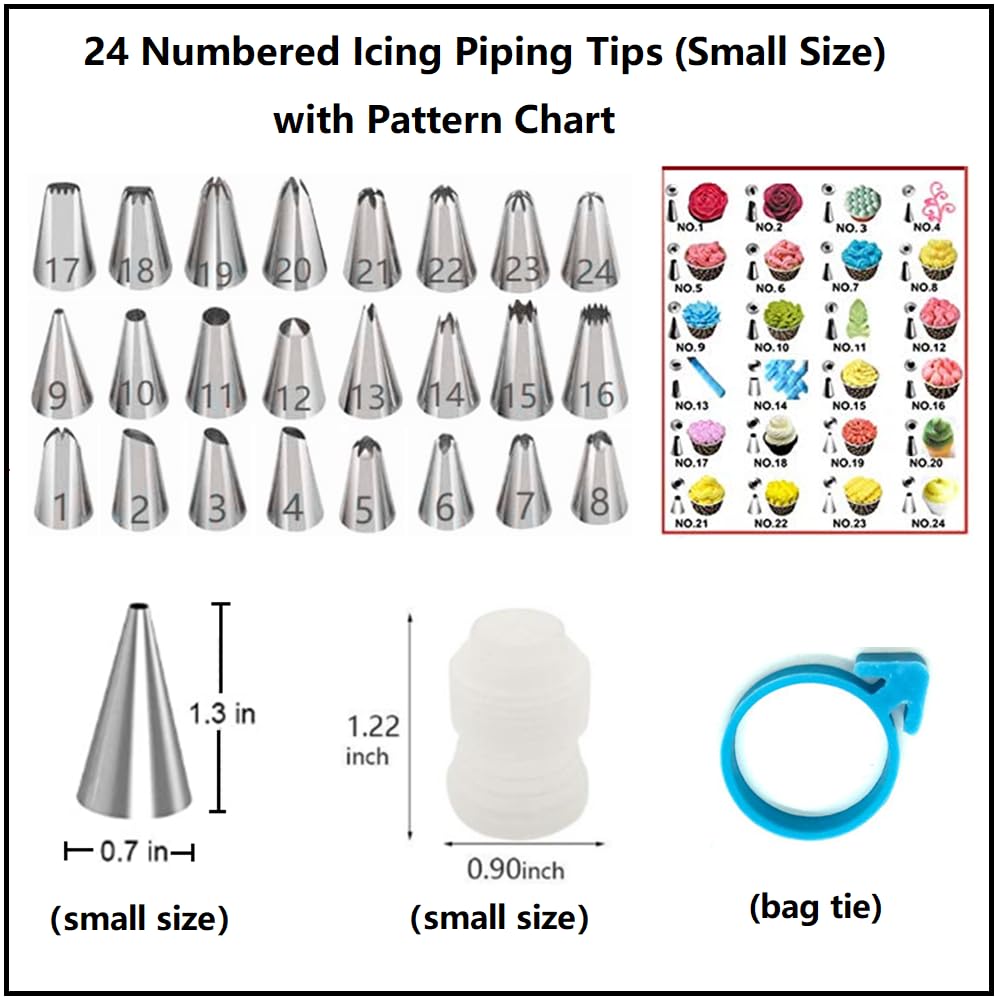 24 Numbered Icing Piping Tips (Small Size)
with Pattern Chart
17 18 19 20 21 22 23 24
9 10 11 12 13 14 15 16
1 2 3 4 5 6 7 8
NO.1 NO.2 NO.3 NO.4
NO.5 NO.6 NO.7 NO.8
NO.9 NO.10 NO.11 NO.12
NO.13 NO.14 NO.15 NO.16
NO.17 NO.18 NO.19 NO.20
NO.21 NO.22 NO.23 NO.24
1.3 in
0.7 in
(small size)
1.22
inch
0.90inch
(small size)
(bag tie)